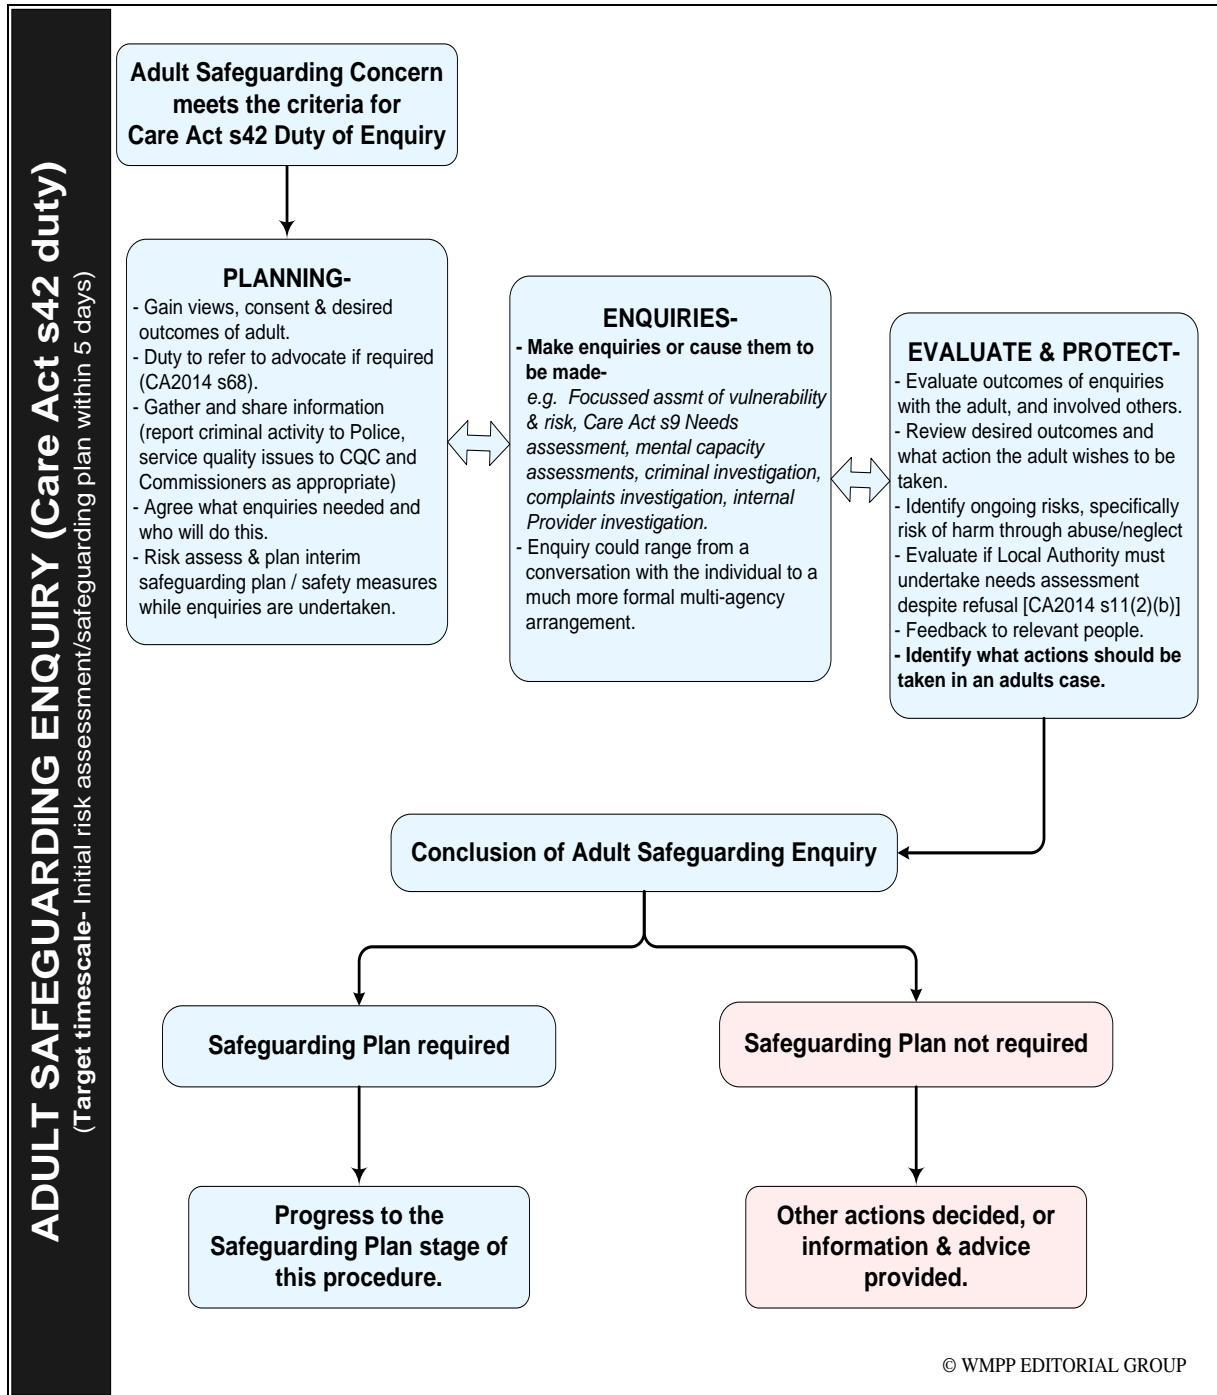 ADULT SAFEGUARDING ENQUIRY (Care Act s42 duty)
(Target timescale- Initial risk assessment/safeguarding plan within 5 days)
Adult Safeguarding Concern
meets the criteria for
Care Act s42 Duty of Enquiry
PLANNING-
- Gain views, consent & desired
outcomes of adult.
- Duty to refer to advocate if required
(CA2014 s68).
- Gather and share information
(report criminal activity to Police,
service quality issues to CQC and
Commissioners as appropriate)
- Agree what enquiries needed and
who will do this.
- Risk assess & plan interim
safeguarding plan / safety measures
while enquiries are undertaken.
ENQUIRIES-
- Make enquiries or cause them to
be made-
e.g. Focussed assmt of vulnerability
& risk, Care Act s9 Needs
assessment, mental capacity
assessments, criminal investigation,
complaints investigation, internal
Provider investigation.
- Enquiry could range from a
conversation with the individual to a
much more formal multi-agency
arrangement.
EVALUATE & PROTECT-
- Evaluate outcomes of enquiries
with the adult, and involved others.
- Review desired outcomes and
what action the adult wishes to be
taken.
- Identify ongoing risks, specifically
risk of harm through abuse/neglect
- Evaluate if Local Authority must
undertake needs assessment
despite refusal [CA2014 s11(2)(b)]
- Feedback to relevant people.
- Identify what actions should be
taken in an adults case.
Conclusion of Adult Safeguarding Enquiry
Safeguarding Plan required
Safeguarding Plan not required
Progress to the
Safeguarding Plan stage of
this procedure.
Other actions decided, or
information & advice
provided.
© WMPP EDITORIAL GROUP